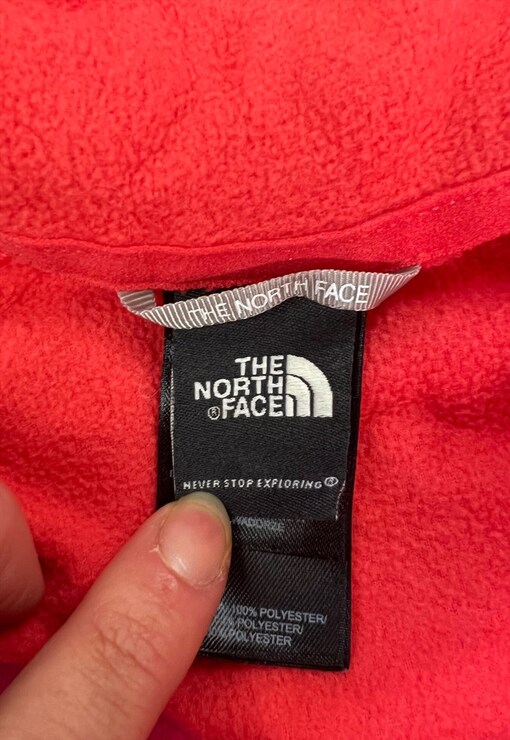 THE NORTH FACE
THE
NORTH
® FACE
NEVER STOP EXPLORING ®
100% POLYESTER/
POLYESTER/
POLYESTER